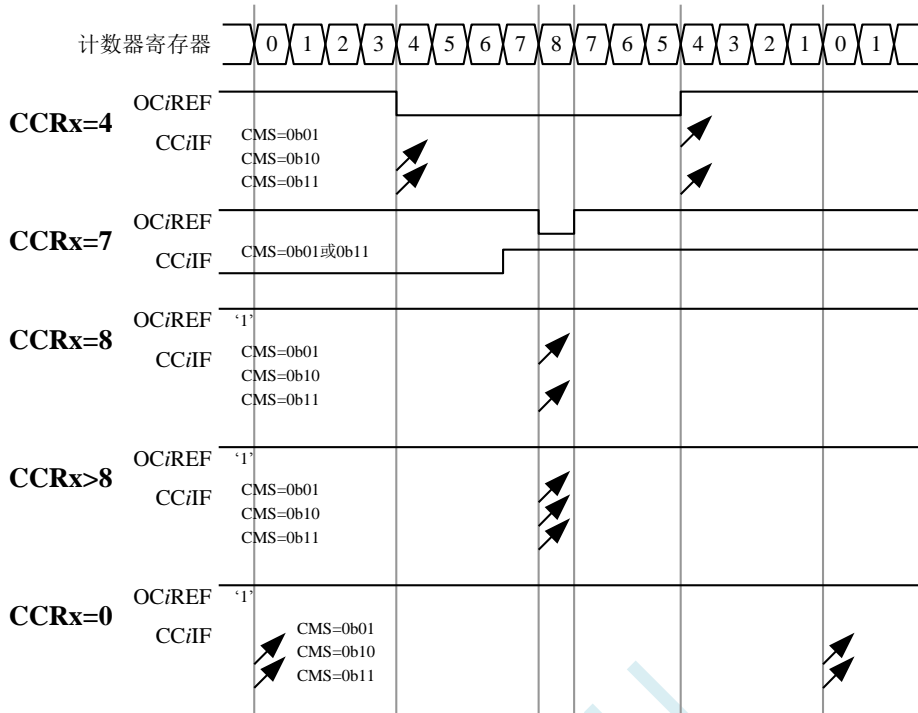 计数器寄存器 0 1 2 3 4 5 6 7 8 7 6 5 4 3 2 1 0 1
OCiREF
CCRx=4
CCiIF
CMS=0b01
CMS=0b10
CMS=0b11
OCiREF
CCRx=7
CCiIF CMS=0b01或0b11
OCiREF ‘1’
CCRx=8
CCiIF
CMS=0b01
CMS=0b10
CMS=0b11
OCiREF ‘1’
CCRx>8
CCiIF
CMS=0b01
CMS=0b10
CMS=0b11
OCiREF ‘1’
CCRx=0
CCiIF
CMS=0b01
CMS=0b10
CMS=0b11